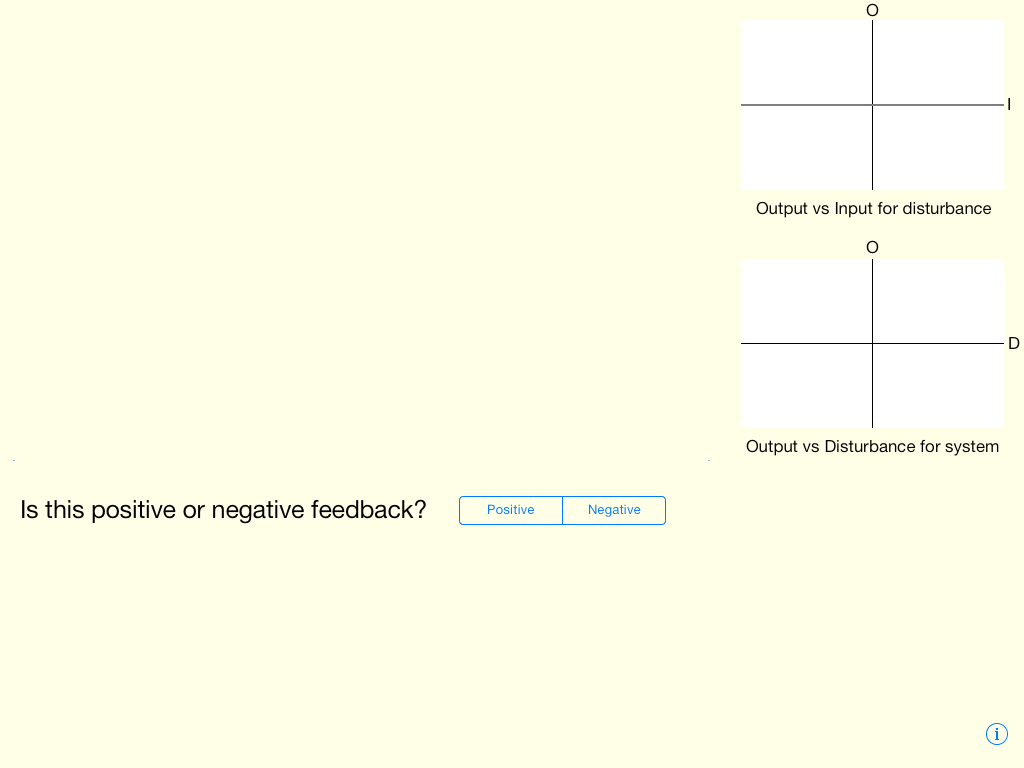 O
I
Output vs Input for disturbance
O
D
Output vs Disturbance for system
Is this positive or negative feedback?
Positive
Negative
i